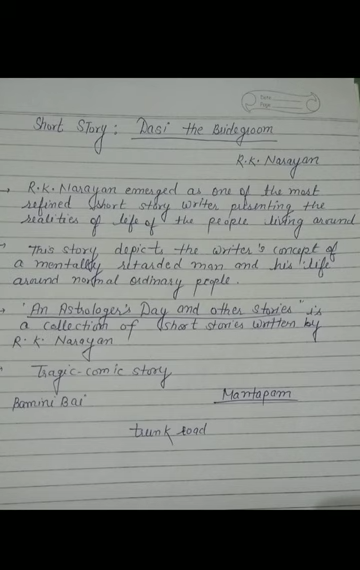 Short Story : Dasi the Bridegroom
R.K. Narayan
→ R.K. Narayan emerged as one of the most
refined short story writer presenting the
realities of life of the people living around
→ This story depicts the writer's concept of
a mentally retarded man and his life
around normal ordinary people.
→ "An Astrologer's Day and other stories" is
a collection of short stories written by
R. K. Narayan
Tragic-comic story
Bamini Bai
Mantapam
trunk road